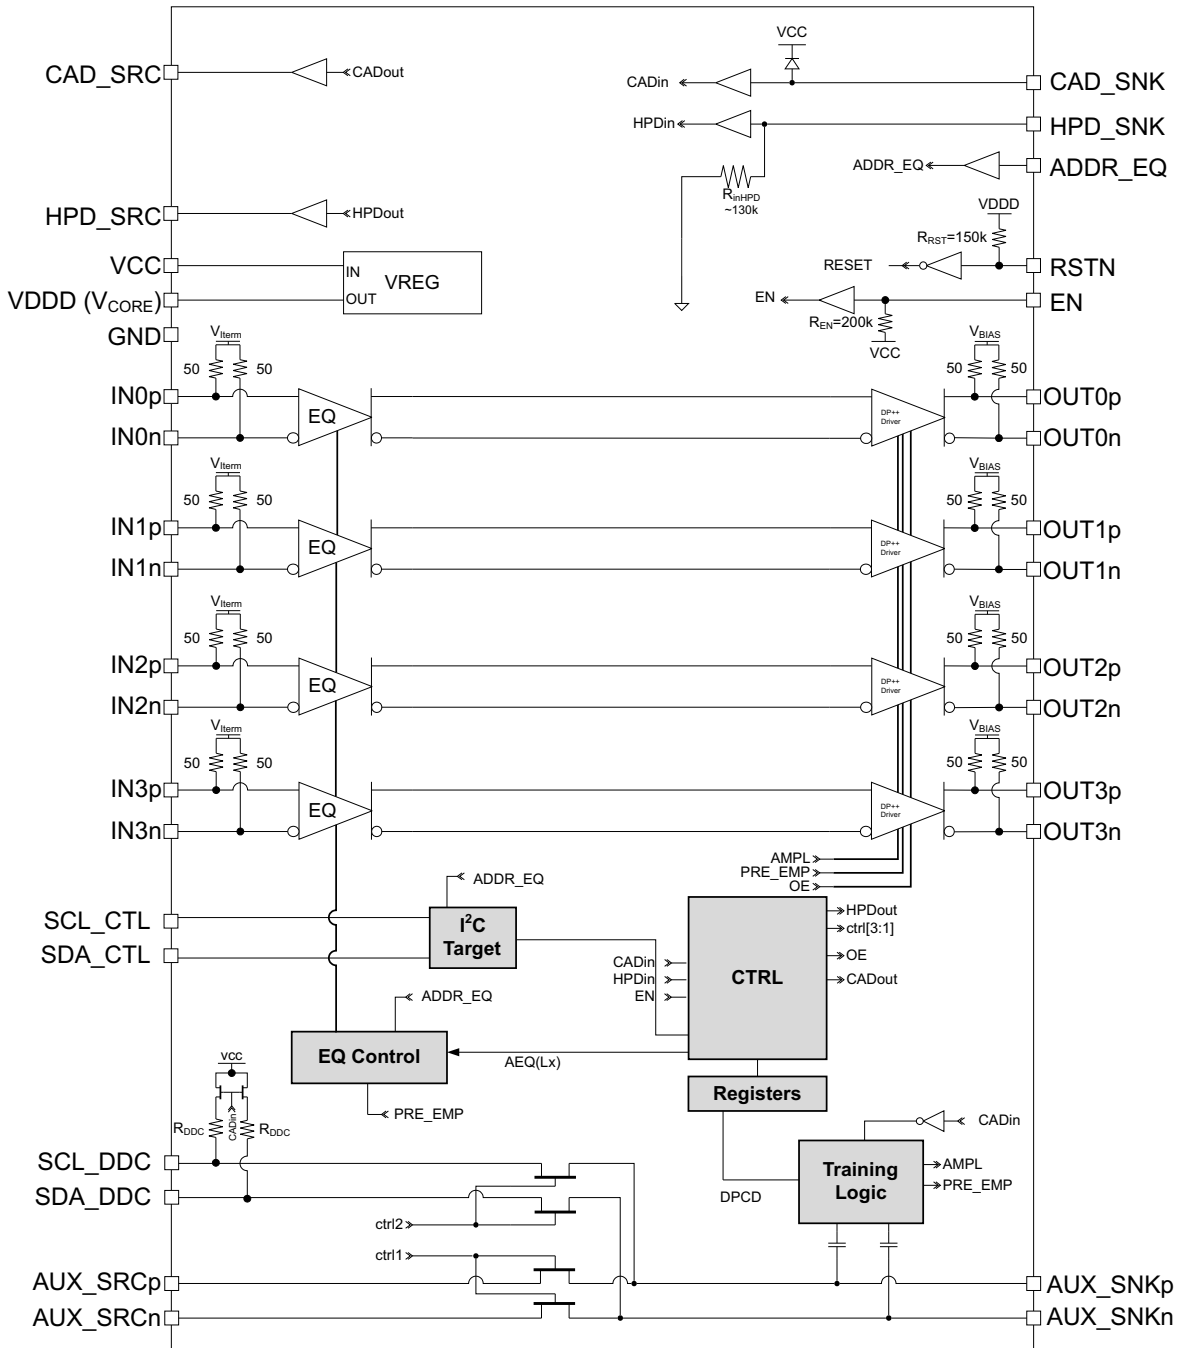 VCC
CAD_SRC
CADout
CADin
CAD_SNK
HPDin
HPD_SNK
ADDR_EQ
ADDR_EQ
RinHPD
~130k
HPD_SRC
HPDout
VDDD
RRST=150k
VCC
IN
VREG
RESET
RSTN
VDDD (VCORE)
OUT
EN
EN
REN=200k
VCC
GND
VIterm
VBIAS
50
50
50
50
IN0p
EQ
DP++
Driver
OUT0p
IN0n
OUT0n
VIterm
VBIAS
50
50
50
50
IN1p
EQ
DP++
Driver
OUT1p
IN1n
OUT1n
VIterm
VBIAS
50
50
50
50
IN2p
EQ
DP++
Driver
OUT2p
IN2n
OUT2n
VIterm
VBIAS
50
50
50
50
IN3p
EQ
DP++
Driver
OUT3p
IN3n
OUT3n
AMPL
PRE_EMP
OE
ADDR_EQ
SCL_CTL
SDA_CTL
I²C
Target
HPDout
ctrl[3:1]
OE
CADout
CADin
HPDin
EN
CTRL
ADDR_EQ
EQ Control
AEQ(Lx)
PRE_EMP
Registers
VCC
RDDC
CADin
RDDC
CADin
SCL_DDC
SDA_DDC
Training
Logic
AMPL
PRE_EMP
DPCD
ctrl2
ctrl1
AUX_SRCp
AUX_SNKp
AUX_SRCn
AUX_SNKn